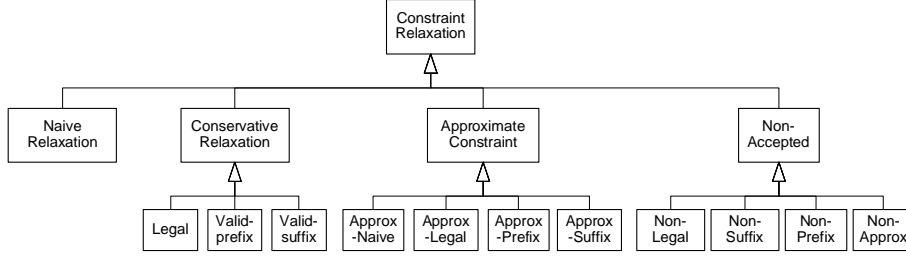 Constraint
Relaxation
Naive
Relaxation
Conservative
Relaxation
Approximate
Constraint
Non-
Accepted
Legal
Valid-
prefix
Valid-
suffix
Approx
-Naive
Approx
-Legal
Approx
-Prefix
Approx
-Suffix
Non-
Legal
Non-
Suffix
Non-
Prefix
Non-
Approx